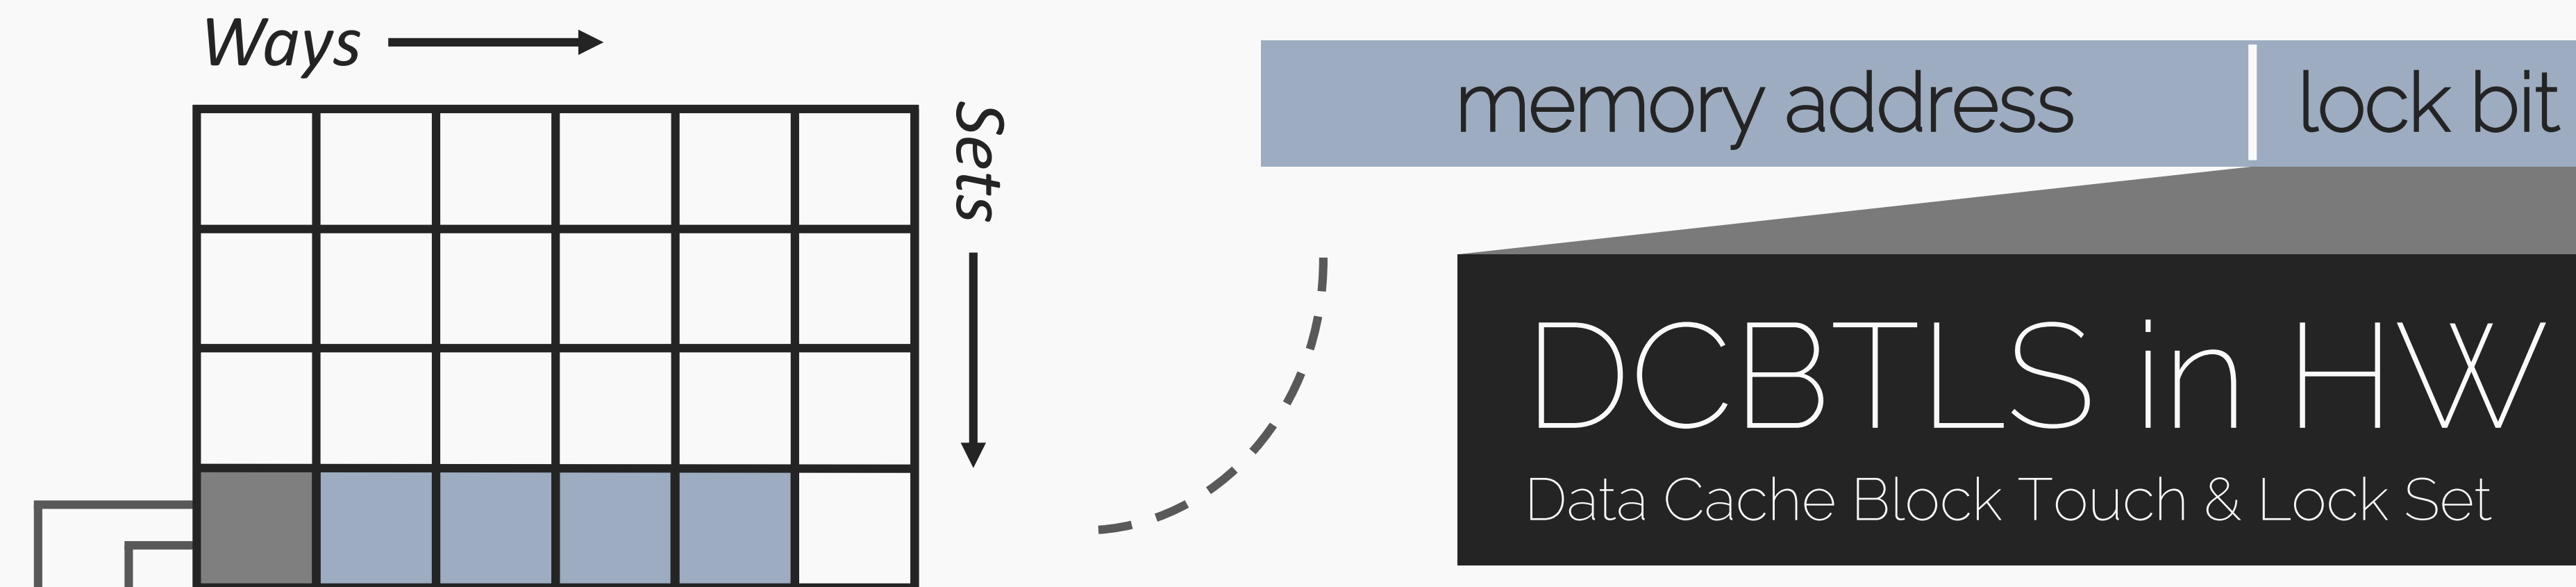 Ways
Sets
memory address
lock bit
DCBTLS in HW
Data Cache Block Touch & Lock Set